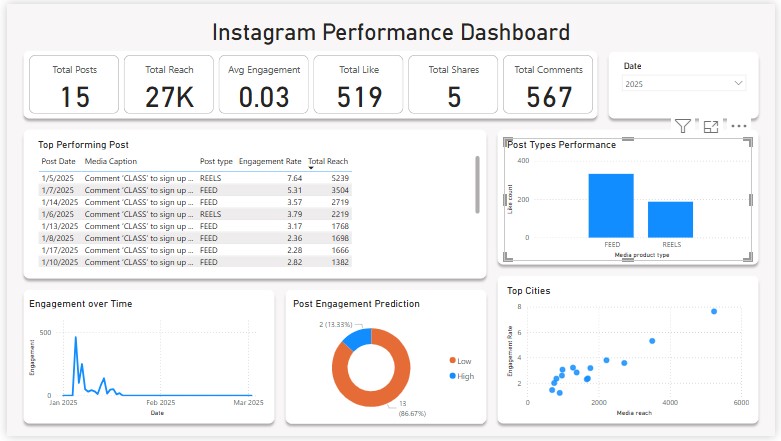 Instagram Performance Dashboard
Total Posts
15
Total Reach
27K
Avg Engagement
0.03
Total Like
519
Total Shares
5
Total Comments
567
Date
2025
Top Performing Post
Post Date Media Caption Post type Engagement Rate Total Reach
1/5/2025 Comment 'CLASS' to sign up ... REELS 7.64 5239
1/7/2025 Comment 'CLASS' to sign up ... FEED 5.31 3504
1/14/2025 Comment 'CLASS' to sign up ... FEED 3.57 2719
1/6/2025 Comment 'CLASS' to sign up ... REELS 3.79 2219
1/13/2025 Comment 'CLASS' to sign up ... FEED 3.17 1768
1/8/2025 Comment 'CLASS' to sign up ... FEED 2.36 1698
1/17/2025 Comment 'CLASS' to sign up ... FEED 2.28 1666
1/10/2025 Comment 'CLASS' to sign up ... FEED 2.82 1382
Post Types Performance
Like count
400
200
0
FEED REELS
Media product type
Engagement over Time
Engagement
500
0
Jan 2025 Feb 2025 Mar 2025
Date
Post Engagement Prediction
2 (13.33%)
13
(86.67%)
Low
High
Top Cities
Engagement Rate
8
6
4
2
0 2000 4000 6000
Media reach